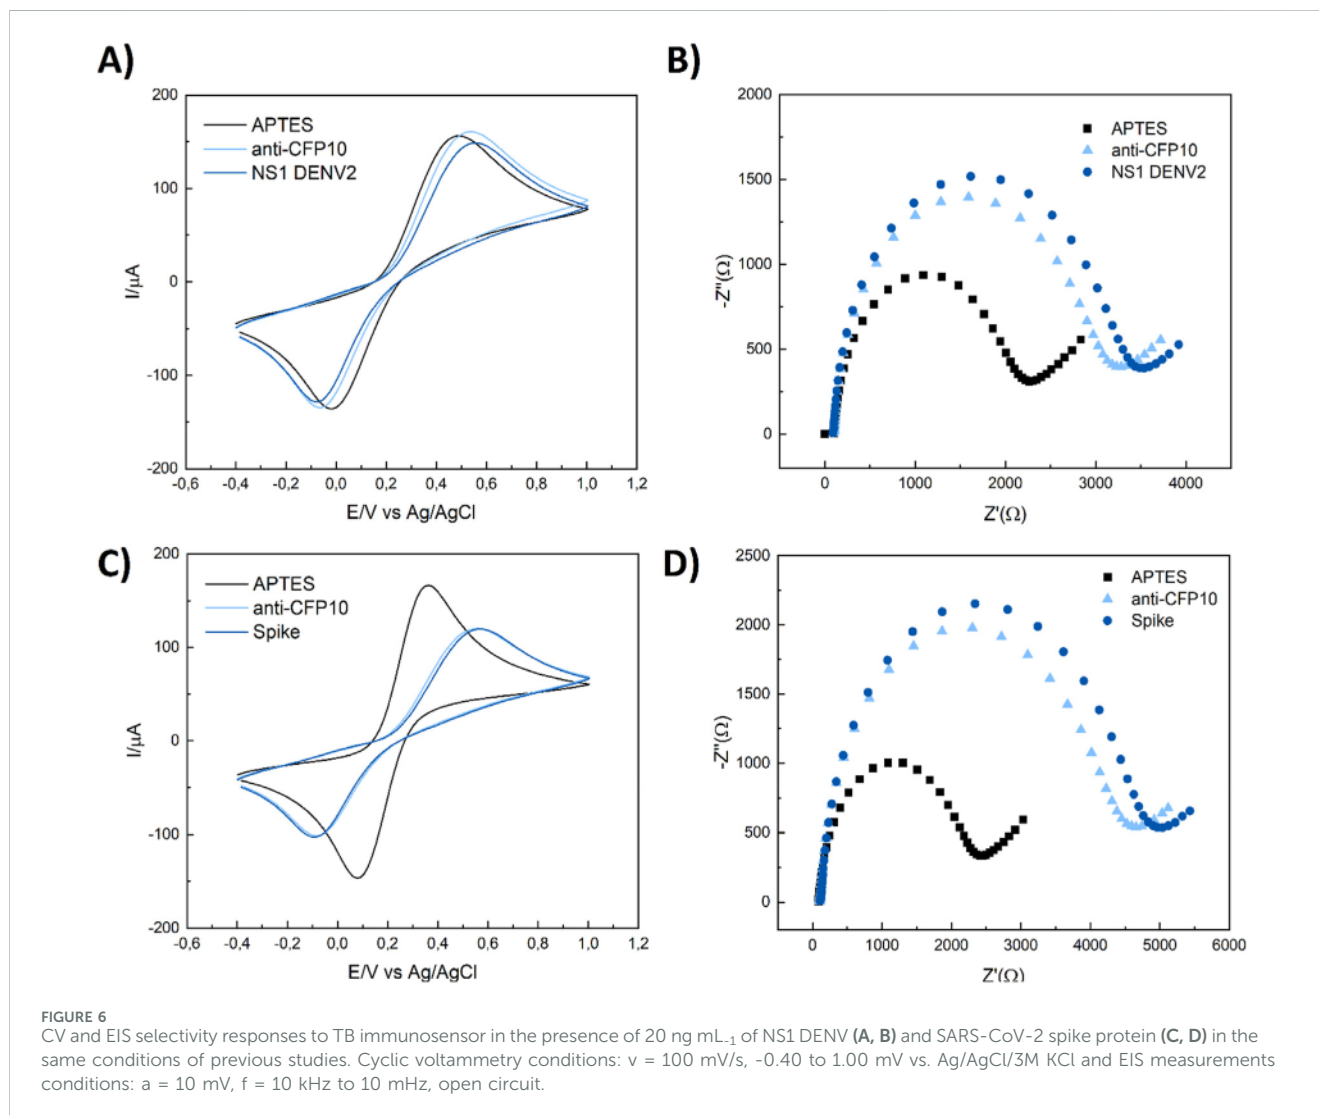 A)
200
100
0
-100
-200
I/µA
APTES
anti-CFP10
NS1 DENV2
-0,6 -0,4 -0,2 0,0 0,2 0,4 0,6 0,8 1,0 1,2
E/V vs Ag/AgCl
B)
2000
1500
1000
500
0
-Z"(Ω)
APTES
anti-CFP10
NS1 DENV2
0 1000 2000 3000 4000
Z'(Ω)
C)
200
100
0
-100
-200
I/µA
APTES
anti-CFP10
Spike
-0,6 -0,4 -0,2 0,0 0,2 0,4 0,6 0,8 1,0 1,2
E/V vs Ag/AgCl
D)
2500
2000
1500
1000
500
0
-Z"(Ω)
APTES
anti-CFP10
Spike
0 1000 2000 3000 4000 5000 6000
Z'(Ω)
FIGURE 6
CV and EIS selectivity responses to TB immunosensor in the presence of 20 ng mL-1 of NS1 DENV (A, B) and SARS-CoV-2 spike protein (C, D) in the
same conditions of previous studies. Cyclic voltammetry conditions: v = 100 mV/s, -0.40 to 1.00 mV vs. Ag/AgCl/3M KCl and EIS measurements
conditions: a = 10 mV, f = 10 kHz to 10 mHz, open circuit.